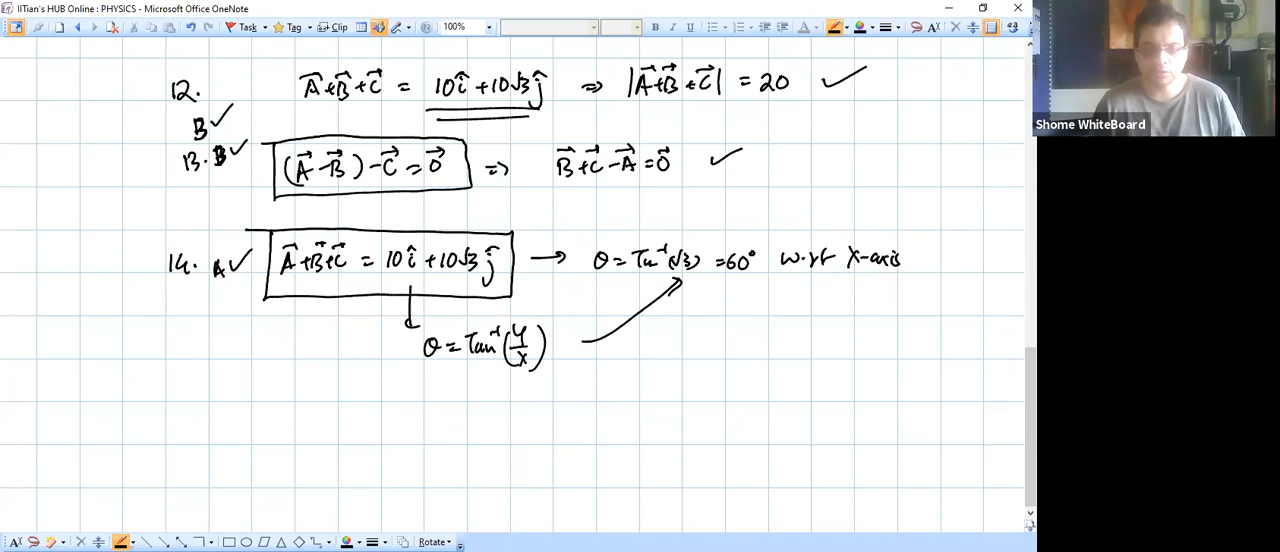 IITian's HUB Online : PHYSICS - Microsoft Office OneNote
Task Tag Clip 100% B I U A
12. A⃗+B⃗+C⃗ = 10î+10√3ĵ ⇒ |A⃗+B⃗+C⃗| = 20 ✓
B ✓
13. B ✓ (A⃗-B⃗)-C⃗ = 0⃗ ⇒ B⃗+C⃗-A⃗=0⃗ ✓
14. A ✓ A⃗+B⃗+C⃗ = 10î+10√3ĵ → θ = Tan⁻¹(√3) = 60° w.r.t X-axis
θ = Tan⁻¹(Y/X)
Shome WhiteBoard
Rotate